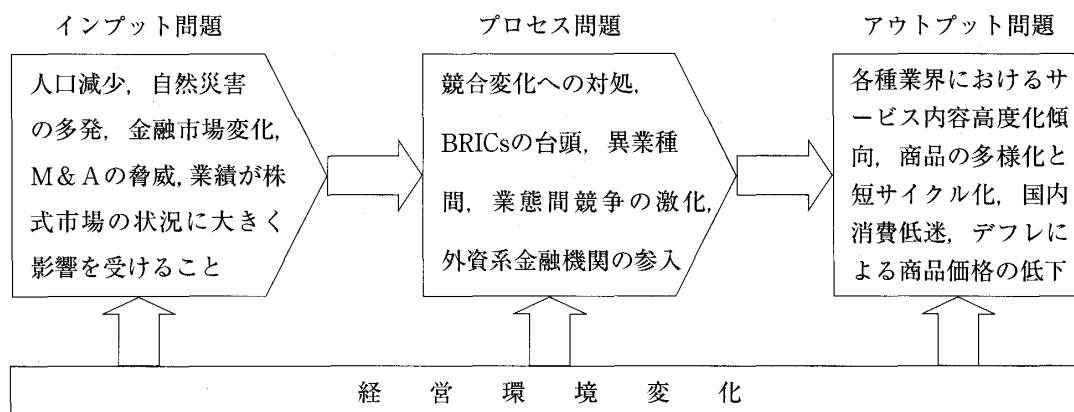 インプット問題
人口減少，自然災害
の多発，金融市場変化，
M＆Aの脅威，業績が株
式市場の状況に大きく
影響を受けること
プロセス問題
競合変化への対処，
BRICsの台頭，異業種
間，業態間競争の激化，
外資系金融機関の参入
アウトプット問題
各種業界におけるサ
ービス内容高度化傾
向，商品の多様化と
短サイクル化，国内
消費低迷，デフレに
よる商品価格の低下
経営環境変化